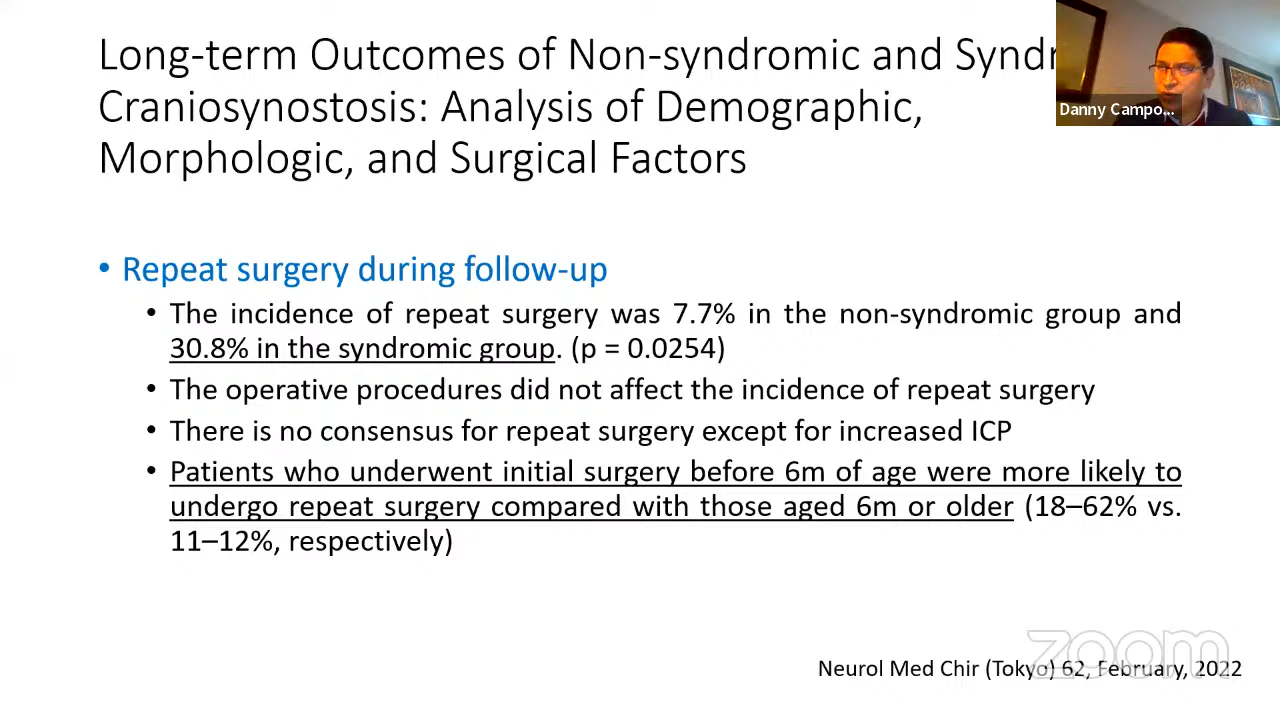 Long-term Outcomes of Non-syndromic and
Craniosynostosis: Analysis of Demographic,
Morphologic, and Surgical Factors
Danny Campo...
• Repeat surgery during follow-up
• The incidence of repeat surgery was 7.7% in the non-syndromic group and
30.8% in the syndromic group. (p = 0.0254)
• The operative procedures did not affect the incidence of repeat surgery
• There is no consensus for repeat surgery except for increased ICP
• Patients who underwent initial surgery before 6m of age were more likely to
undergo repeat surgery compared with those aged 6m or older (18–62% vs.
11–12%, respectively)
zoom
Neurol Med Chir (Tokyo) 62, February, 2022